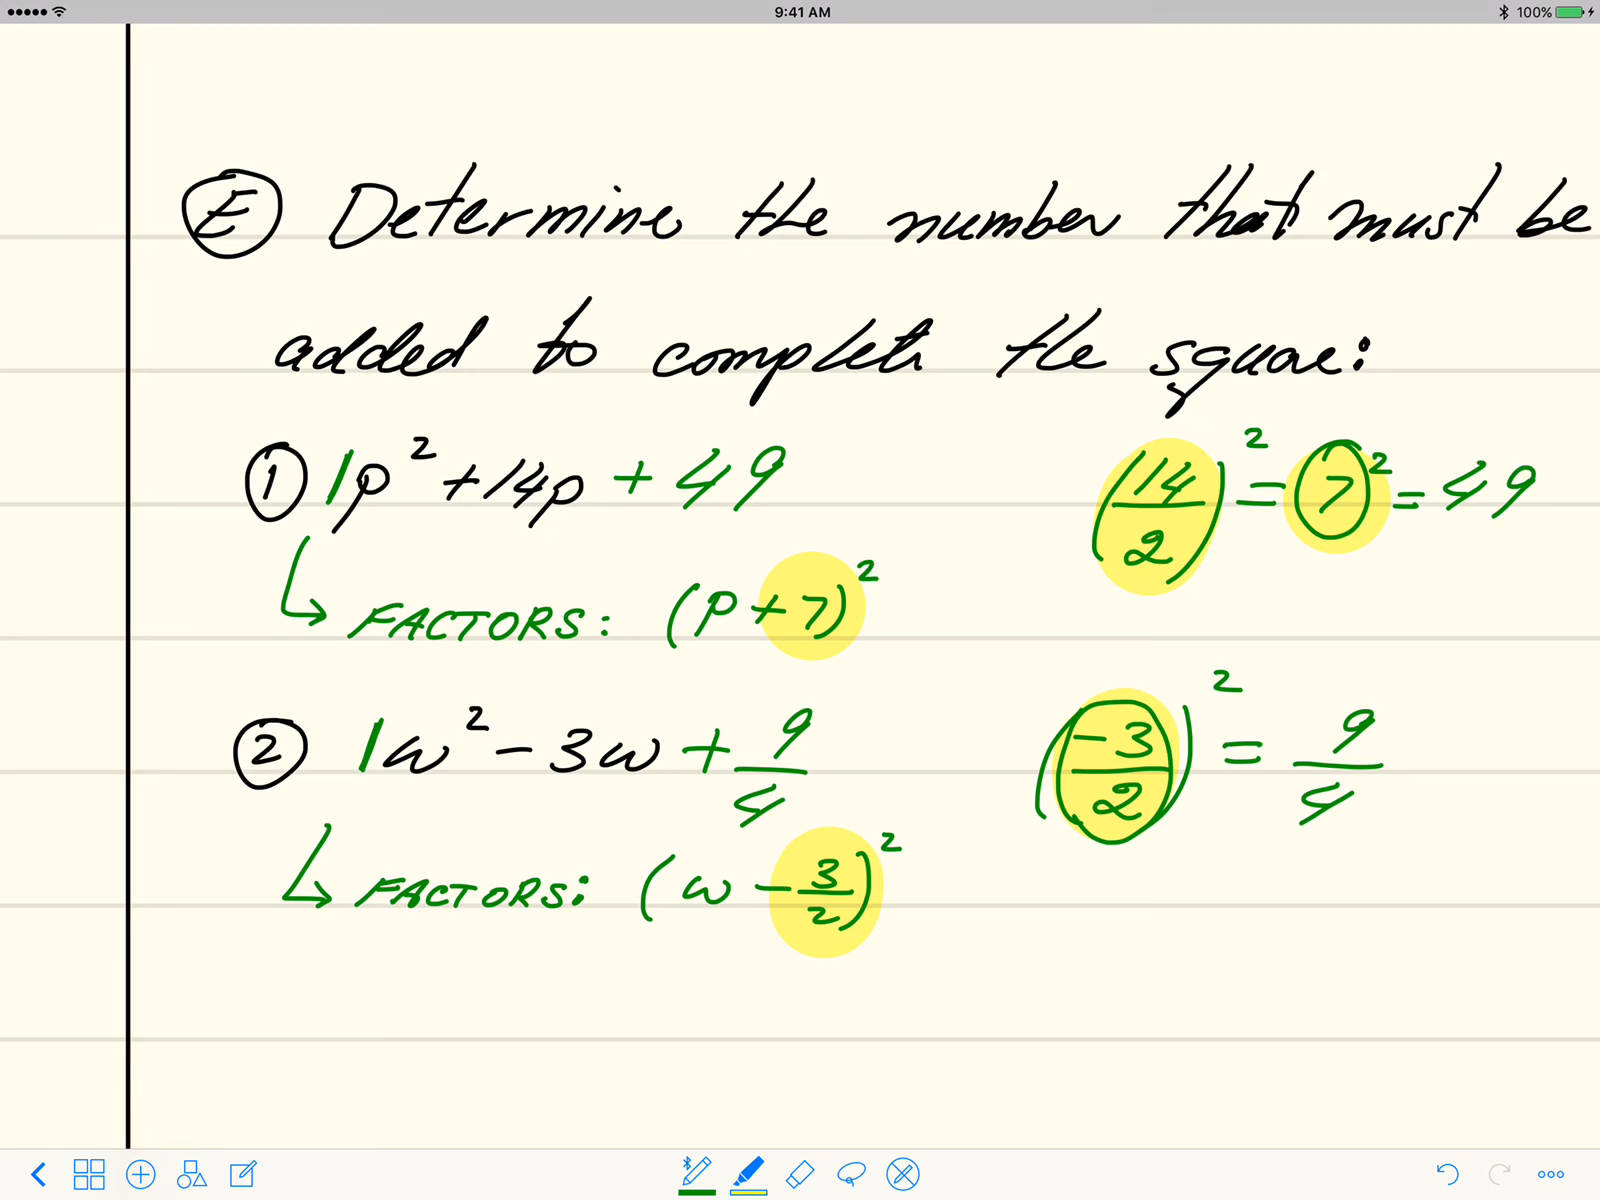 9:41 AM
100%
E Determine the number that must be
added to complete the square:
1 1p² + 14p + 49 (14/2)² = 7² = 49
FACTORS: (p + 7)²
2 1w² - 3w + 9/4 (-3/2)² = 9/4
FACTORS: (w - 3/2)²